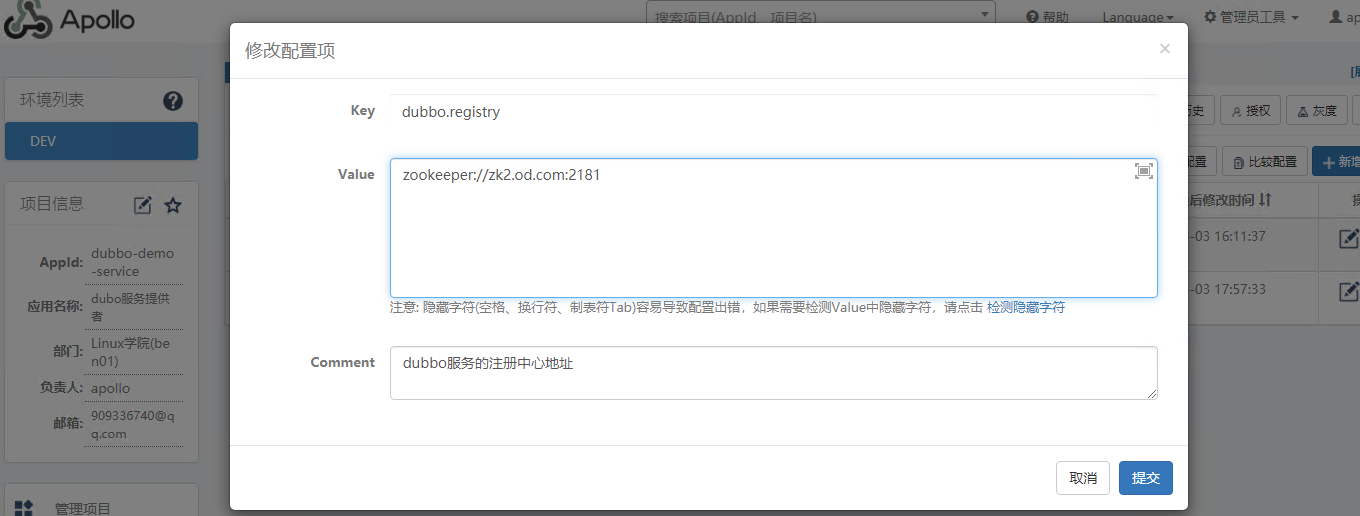 Apollo
搜索项目(AppId、项目名)
帮助
Language
管理员工具
ap
修改配置项
×
环境列表
DEV
Key
dubbo.registry
历史
授权
灰度
Value
zookeeper://zk2.od.com:2181
配置
比较配置
新增
项目信息
后修改时间
-03 16:11:37
-03 17:57:33
AppId:
dubbo-demo
-service
应用名称:
dubo服务提供
者
部门:
Linux学院(be
n01)
负责人:
apollo
邮箱:
909336740@q
q.com
注意: 隐藏字符(空格、换行符、制表符Tab)容易导致配置出错，如果需要检测Value中隐藏字符，请点击 检测隐藏字符
Comment
dubbo服务的注册中心地址
取消
提交
管理项目